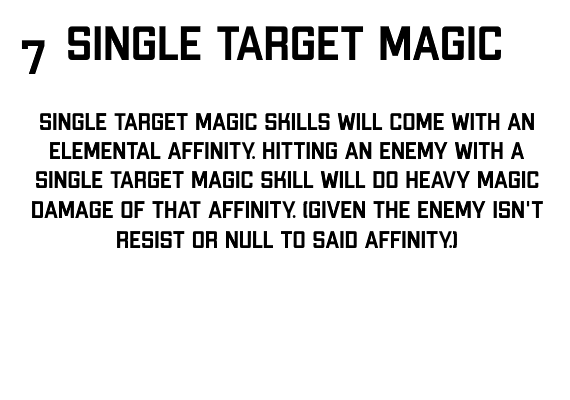 7 SINGLE TARGET MAGIC
SINGLE TARGET MAGIC SKILLS WILL COME WITH AN
ELEMENTAL AFFINITY. HITTING AN ENEMY WITH A
SINGLE TARGET MAGIC SKILL WILL DO HEAVY MAGIC
DAMAGE OF THAT AFFINITY. (GIVEN THE ENEMY ISN'T
RESIST OR NULL TO SAID AFFINITY.)